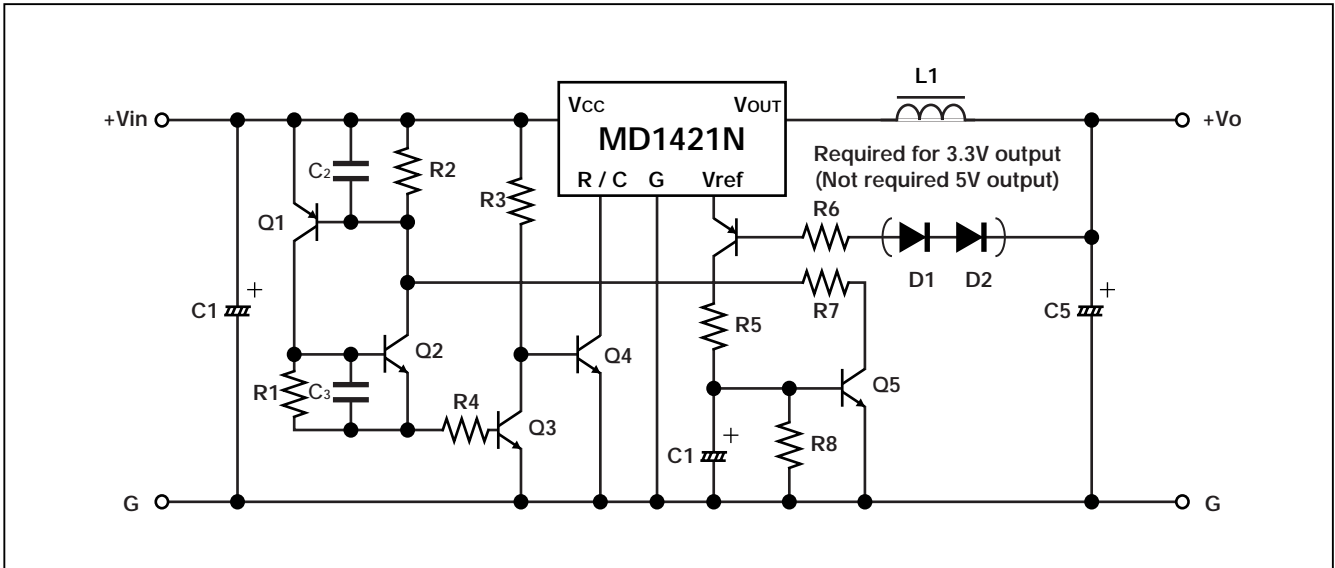 L1
+Vin
VCC
VOUT
+Vo
MD1421N
Required for 3.3V output
(Not required 5V output)
R / C
G
Vref
C2
R2
R3
R6
Q1
D1
D2
C1
+
R7
C5
+
R5
Q2
Q4
Q5
R1
C3
R4
Q3
C1
+
R8
G
G